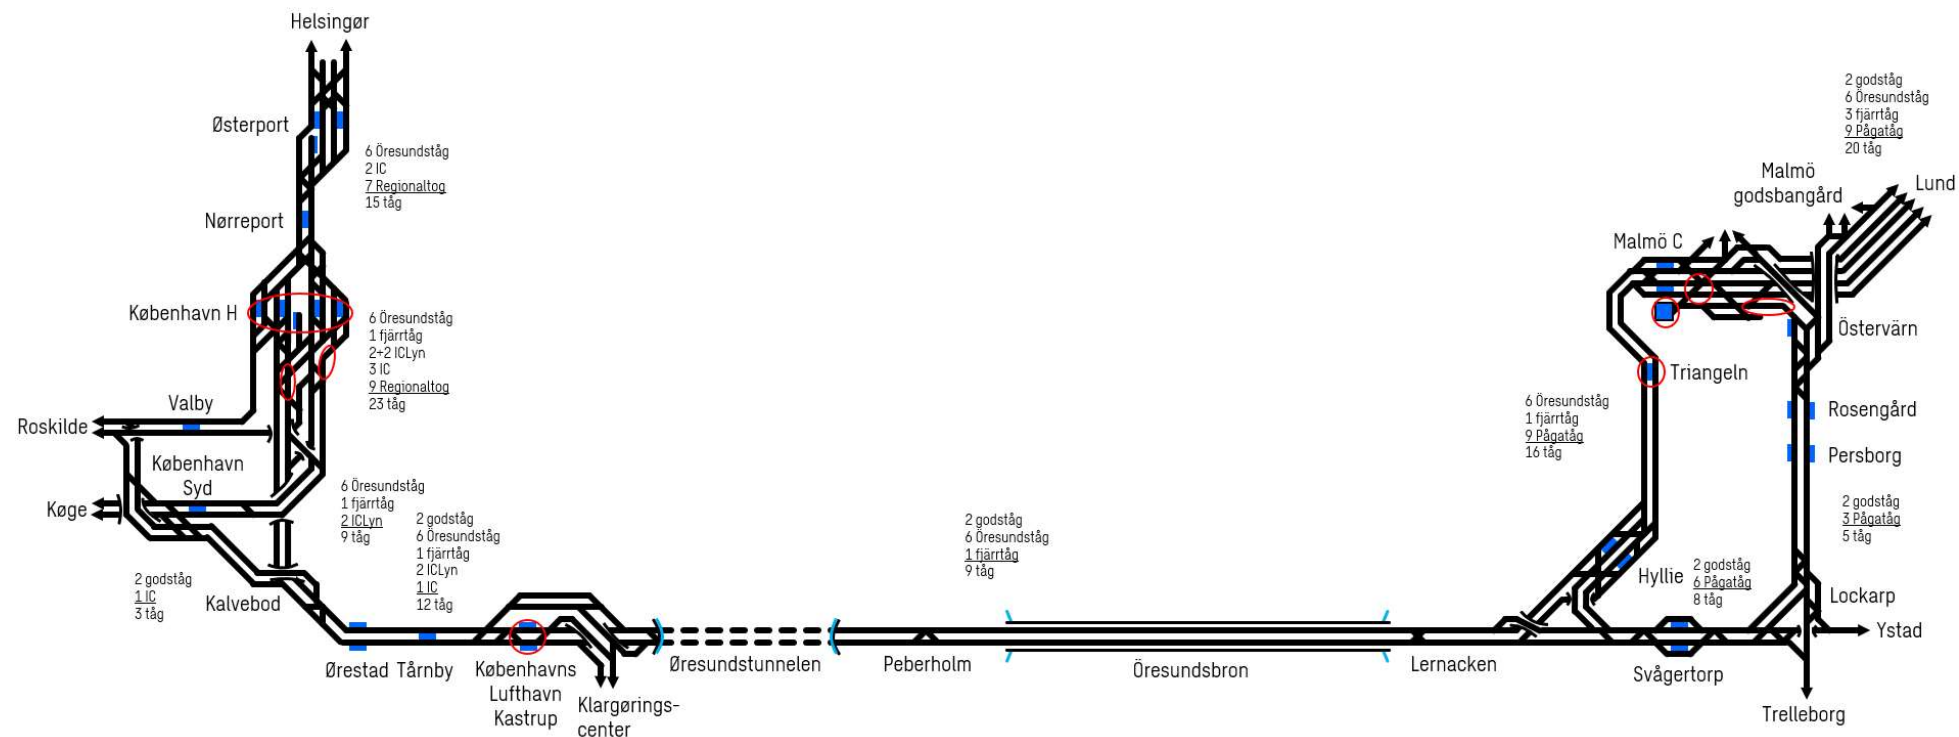 Helsingør
Østerport
6 Öresundståg
2 IC
7 Regionaltog
15 tåg
Nørreport
København H
6 Öresundståg
1 fjärrtåg
2+2 ICLyn
3 IC
9 Regionaltog
23 tåg
Valby
Roskilde
København
Syd
Køge
6 Öresundståg
1 fjärrtåg
2 ICLyn
9 tåg
2 godståg
6 Öresundståg
1 fjärrtåg
2 ICLyn
1 IC
12 tåg
2 godståg
1 IC
3 tåg
Kalvebod
Ørestad
Tårnby
Københavns
Lufthavn
Kastrup
Klargørings-
center
Øresundstunnelen
Peberholm
2 godståg
6 Öresundståg
1 fjärrtåg
9 tåg
Öresundsbron
Lernacken
2 godståg
6 Öresundståg
3 fjärrtåg
9 Pågatåg
20 tåg
Malmö
godsbangård
Lund
Malmö C
Östervärn
Triangeln
6 Öresundståg
1 fjärrtåg
9 Pågatåg
16 tåg
Rosengård
Persborg
2 godståg
3 Pågatåg
5 tåg
Hyllie
2 godståg
6 Pågatåg
8 tåg
Lockarp
Ystad
Svågertorp
Trelleborg